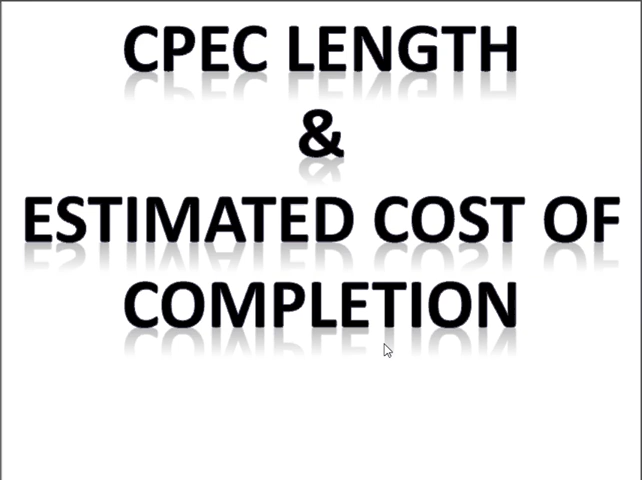 CPEC LENGTH
&
ESTIMATED COST OF
COMPLETION